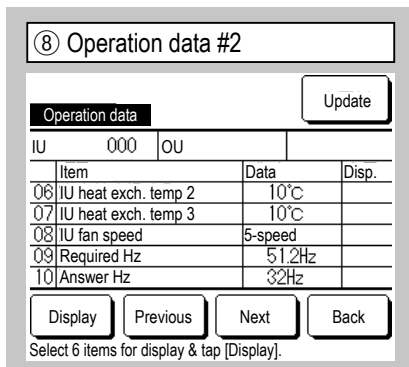 ⑧ Operation data #2
Update
Operation data
IU 000 OU
Item Data Disp.
06 IU heat exch. temp 2 10℃
07 IU heat exch. temp 3 10℃
08 IU fan speed 5-speed
09 Required Hz 51.2Hz
10 Answer Hz 32Hz
Display Previous Next Back
Select 6 items for display & tap [Display].